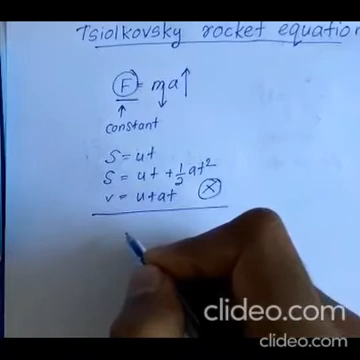 Tsiolkovsky rocket equation
F = ma
constant
S = ut
S = ut + 1/2 at²
v = u+at
X
clideo.com
clideo.com